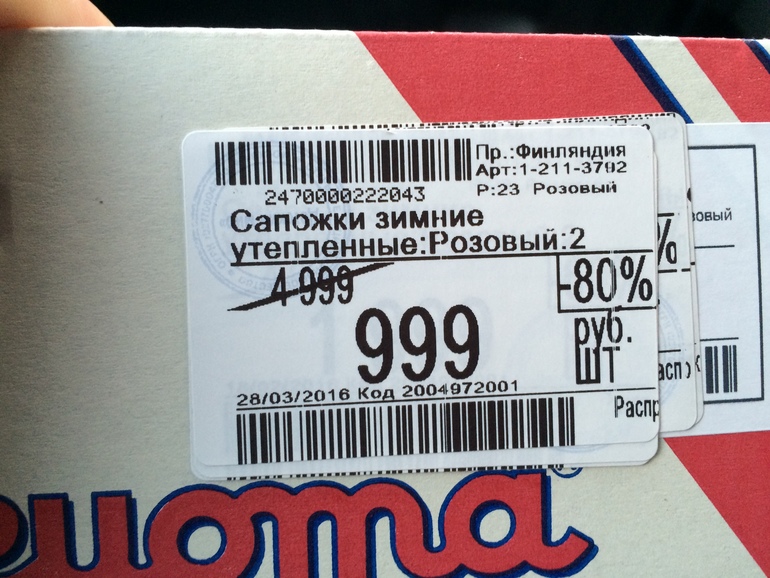 Пр.:Финляндия
Арт:1-211-3792
Р:23 Розовый
2470000222043
Сапожки зимние
утепленные:Розовый:2
4 999
-80%
999
руб.
ШТ
28/03/2016 Код 2004972001
Распр
%